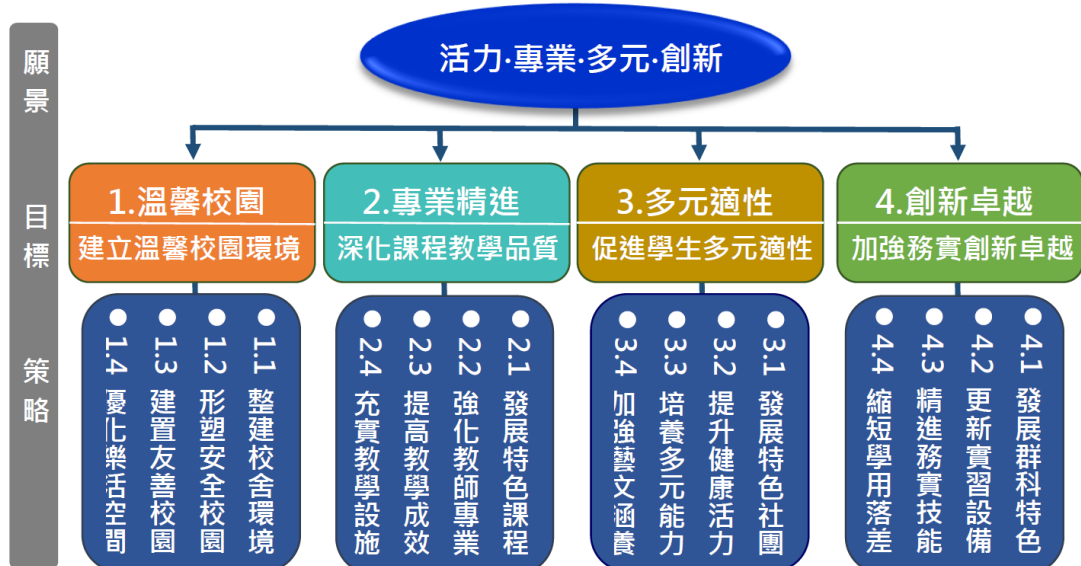 願景
活力·專業·多元·創新
目標
1.溫馨校園
建立溫馨校園環境
2.專業精進
深化課程教學品質
3.多元適性
促進學生多元適性
4.創新卓越
加強務實創新卓越
策略
1.1 整建校舍環境
1.2 形塑安全校園
1.3 建置友善校園
1.4 優化樂活空間
2.1 發展特色課程
2.2 強化教師專業
2.3 提高教學成效
2.4 充實教學設施
3.1 發展特色社團
3.2 提升健康活力
3.3 培養多元能力
3.4 加強藝文涵養
4.1 發展群科特色
4.2 更新實習設備
4.3 精進務實技能
4.4 縮短學用落差